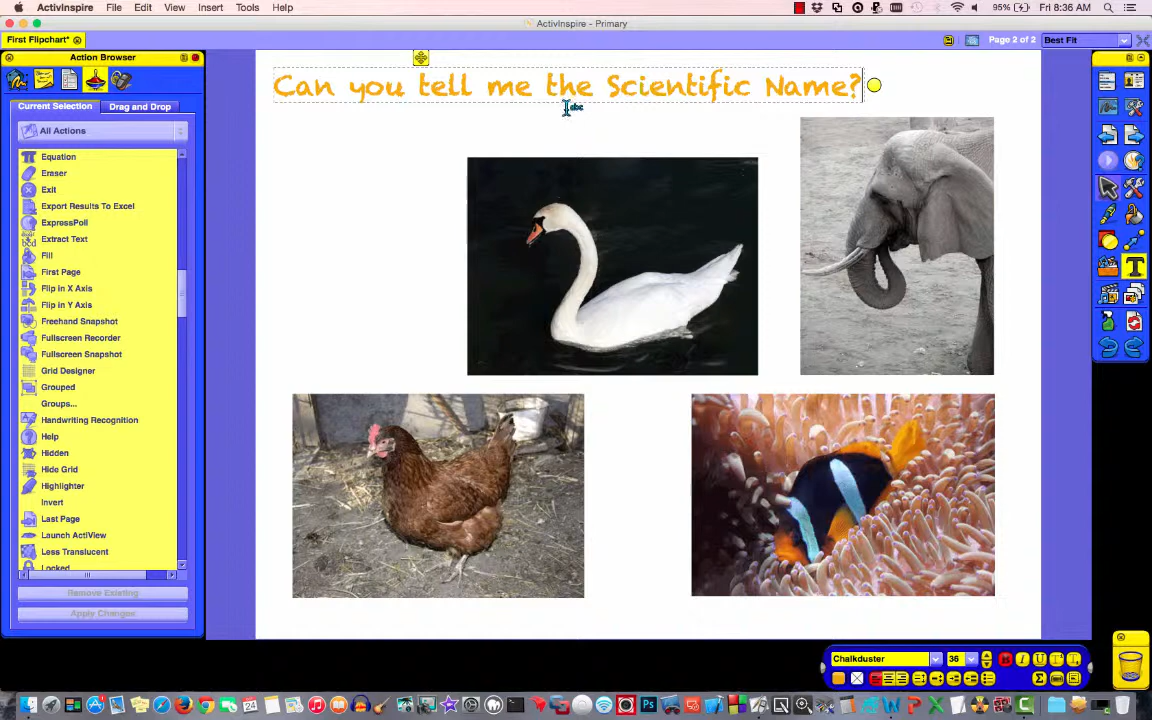 ActivInspire File Edit View Insert Tools Help 95% Fri 8:36 AM
ActivInspire - Primary
First Flipchart* Page 2 of 2 Best Fit
Action Browser
Current Selection Drag and Drop
All Actions
Equation
Eraser
Exit
Export Results To Excel
ExpressPoll
Extract Text
Fill
First Page
Flip in X Axis
Flip in Y Axis
Freehand Snapshot
Fullscreen Recorder
Fullscreen Snapshot
Grid Designer
Grouped
Groups...
Handwriting Recognition
Help
Hidden
Hide Grid
Highlighter
Invert
Last Page
Launch ActiView
Less Translucent
Locked
Remove Existing
Apply Changes
Can you tell me the Scientific Name?
abc
Chalkduster 36